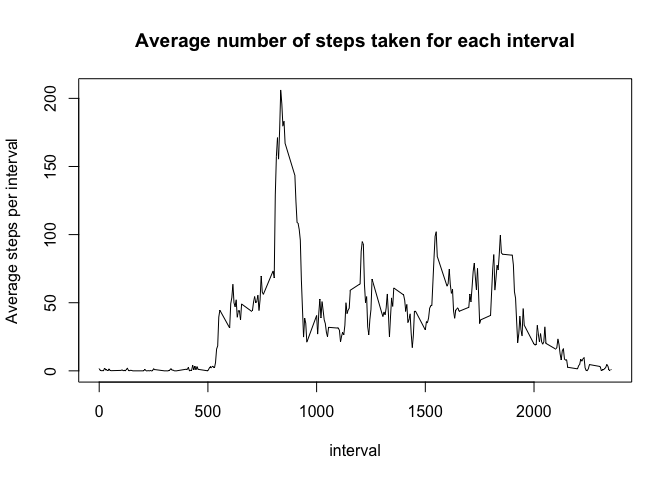 Average number of steps taken for each interval
Average steps per interval
200
150
100
50
0
0 500 1000 1500 2000
interval